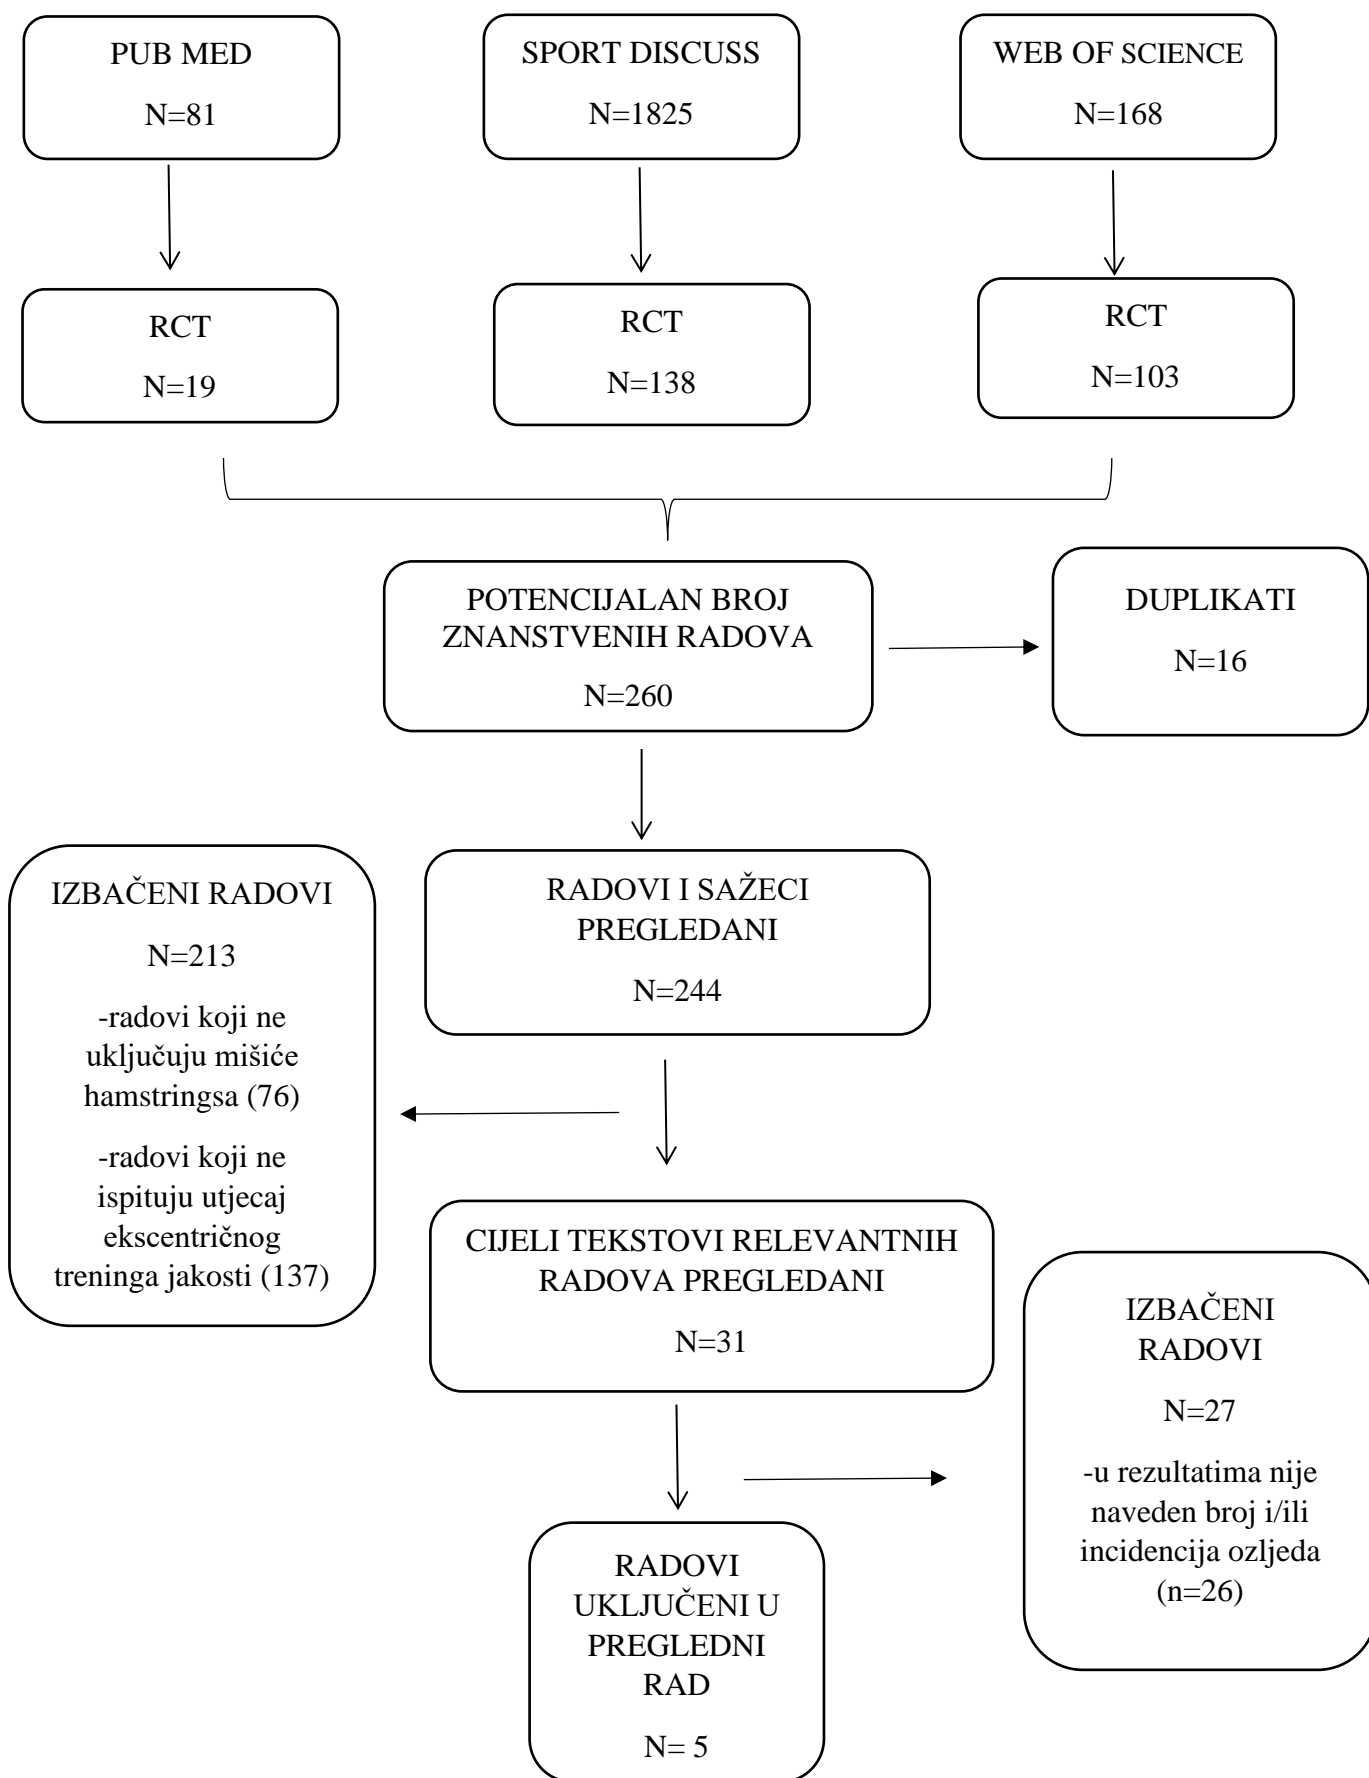 PUB MED
N=81
SPORT DISCUSS
N=1825
WEB OF SCIENCE
N=168
RCT
N=19
RCT
N=138
RCT
N=103
POTENCIJALAN BROJ
ZNANSTVENIH RADOVA
N=260
DUPLIKATI
N=16
RADOVI I SAŽECI
PREGLEDANI
N=244
IZBAČENI RADOVI
N=213
-radovi koji ne
uključuju mišiće
hamstringsa (76)
-radovi koji ne
ispituju utjecaj
ekscentričnog
treninga jakosti (137)
CIJELI TEKSTOVI RELEVANTNIH
RADOVA PREGLEDANI
N=31
IZBAČENI
RADOVI
N=27
-u rezultatima nije
naveden broj i/ili
incidencija ozljeda
(n=26)
RADOVI
UKLJUČENI U
PREGLEDNI
RAD
N= 5